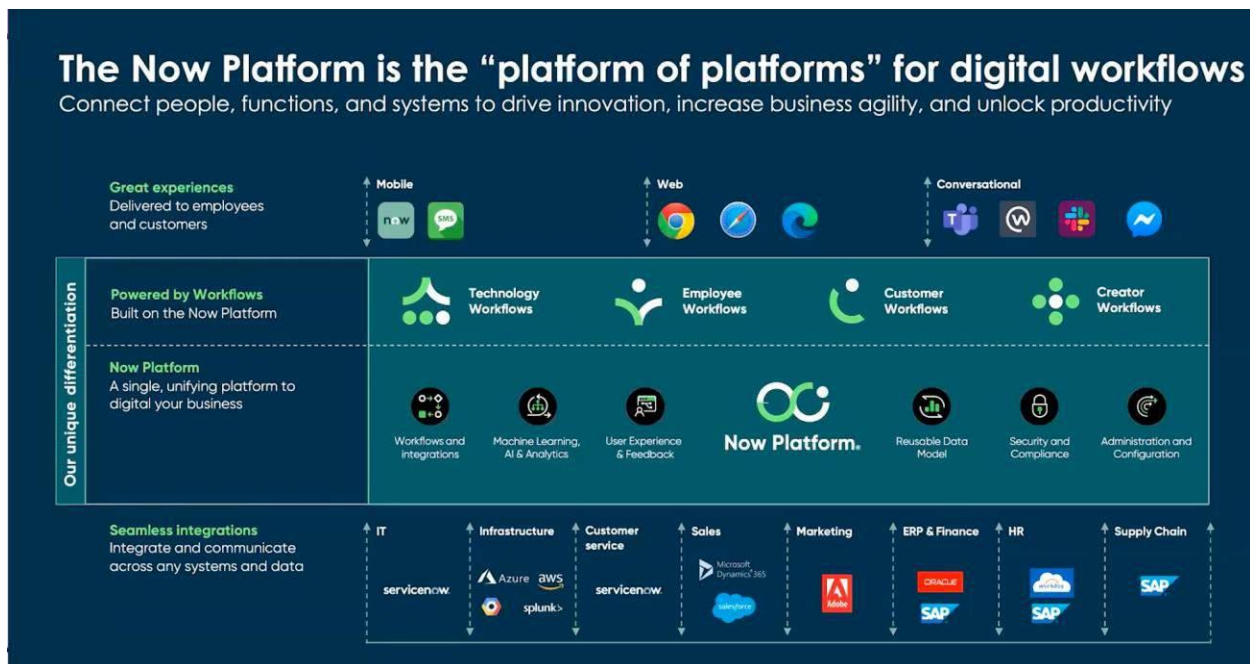 The Now Platform is the “platform of platforms” for digital workflows
Connect people, functions, and systems to drive innovation, increase business agility, and unlock productivity
Great experiences
Delivered to employees
and customers
Mobile
now
SMS
Web
Conversational
T
Our unique differentiation
Powered by Workflows
Built on the Now Platform
Technology
Workflows
Employee
Workflows
Customer
Workflows
Creator
Workflows
Now Platform
A single, unifying platform to
digital your business
Workflows and
integrations
Machine Learning,
AI & Analytics
User Experience
& Feedback
Now Platform®
Reusable Data
Model
Security and
Compliance
Administration and
Configuration
Seamless integrations
Integrate and communicate
across any systems and data
IT
servicenow.
Infrastructure
Azure
aws
splunk>
Customer
service
servicenow.
Sales
Microsoft
Dynamics 365
salesforce
Marketing
Adobe
ERP & Finance
ORACLE
SAP
HR
workday
SAP
Supply Chain
SAP